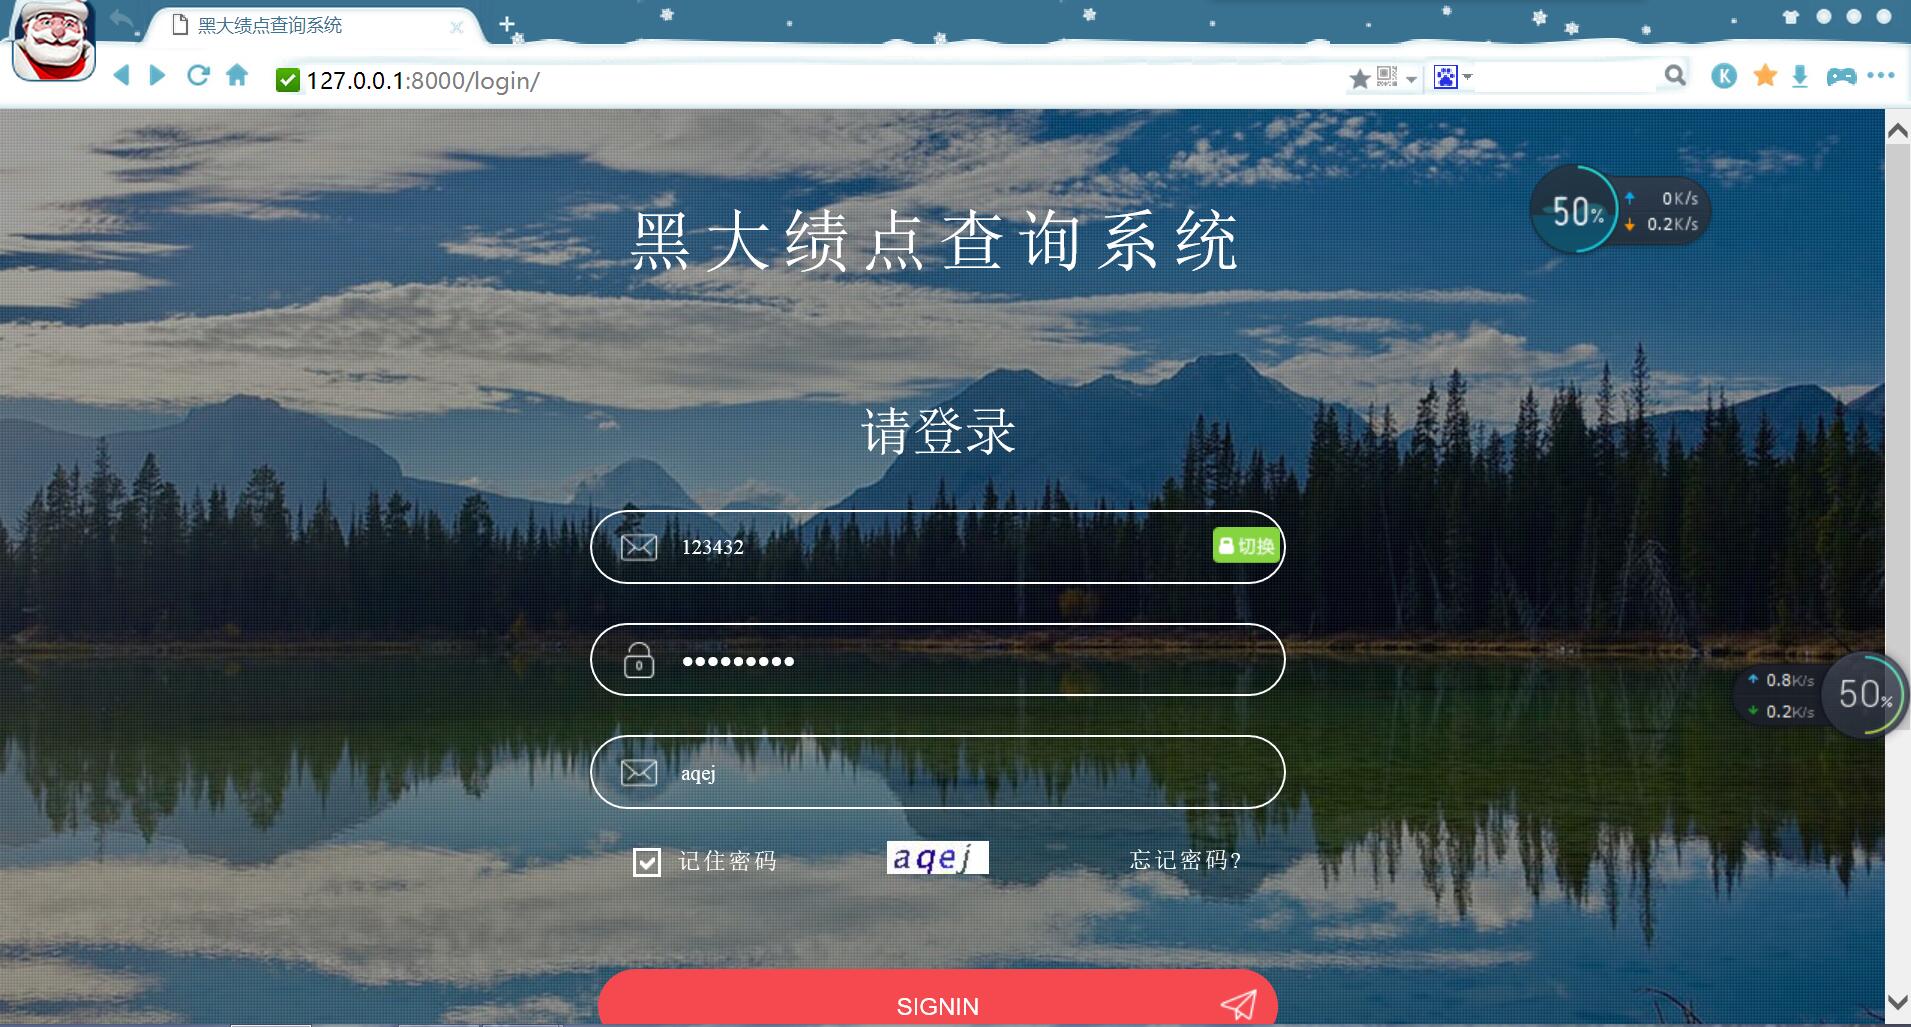 黑大绩点查询系统
127.0.0.1:8000/login/
K
黑大绩点查询系统
50%
0K/s
0.2K/s
请登录
123432
切换
•••••••••
aqej
0.8K/s
0.2K/s
50%
记住密码
aqej
忘记密码?
SIGNIN